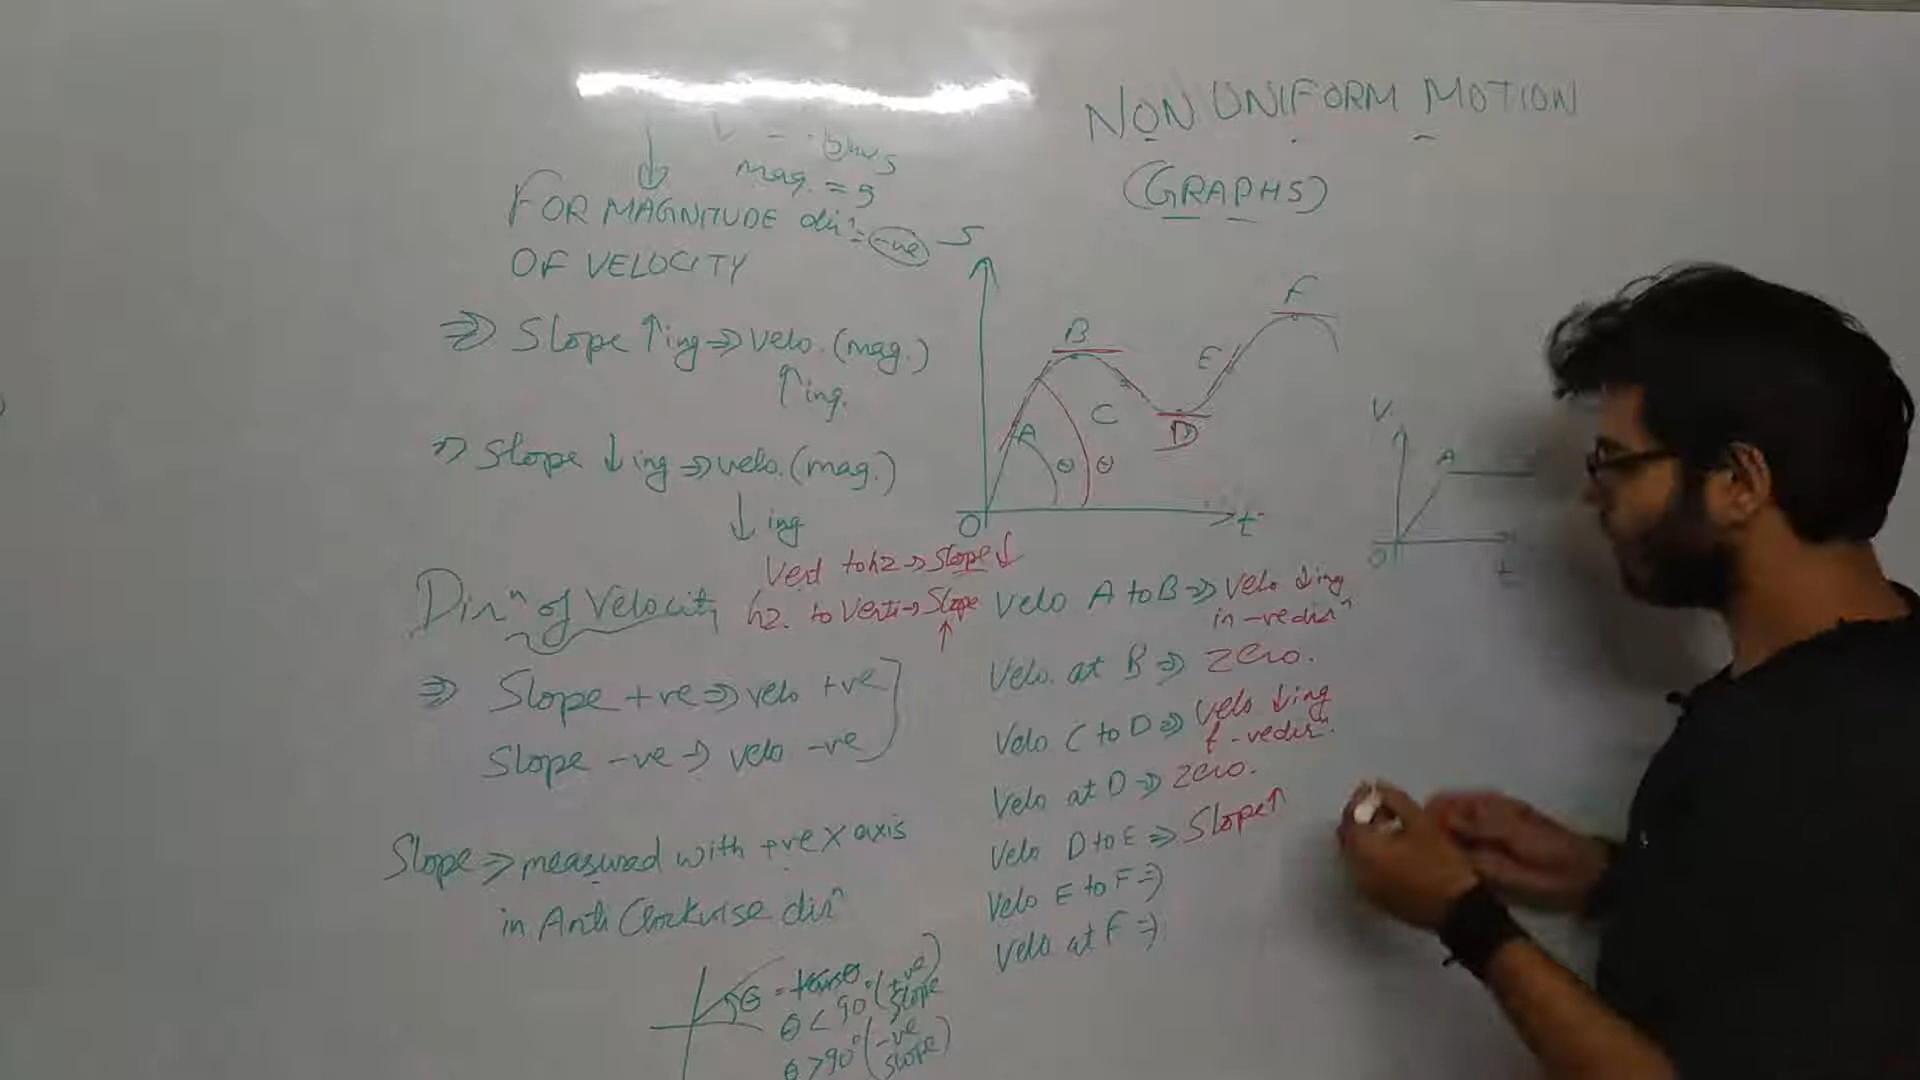 NON UNIFORM MOTION
(GRAPHS)
mag. = 5
FOR MAGNITUDE dirⁿ = -ve
OF VELOCITY
⇒ Slope ↑ing ⇒ velo. (mag.)
↑ing.
⇒ Slope ↓ing ⇒ velo. (mag.)
↓ing
Vert to hz → Slope ↓
hz. to Verti → Slope
↑
Dirⁿ of Velocity
⇒ Slope +ve ⇒ velo +ve
Slope -ve → velo -ve
Slope ⇒ measured with +ve X axis
in Anti Clockwise dirⁿ
θ < 90° (+ve
slope)
θ > 90° (-ve
slope)
S
F
B
E
C
A
D
θ θ
O
t
V
A
O
t
Velo A to B ⇒ Velo ↓ing
in -ve dirⁿ
Velo. at B ⇒ zero.
Velo C to D ⇒ Velo ↓ing
-ve dirⁿ.
Velo at D ⇒ zero.
Velo D to E ⇒ Slope ↑
Velo E to F ⇒
Velo at F ⇒